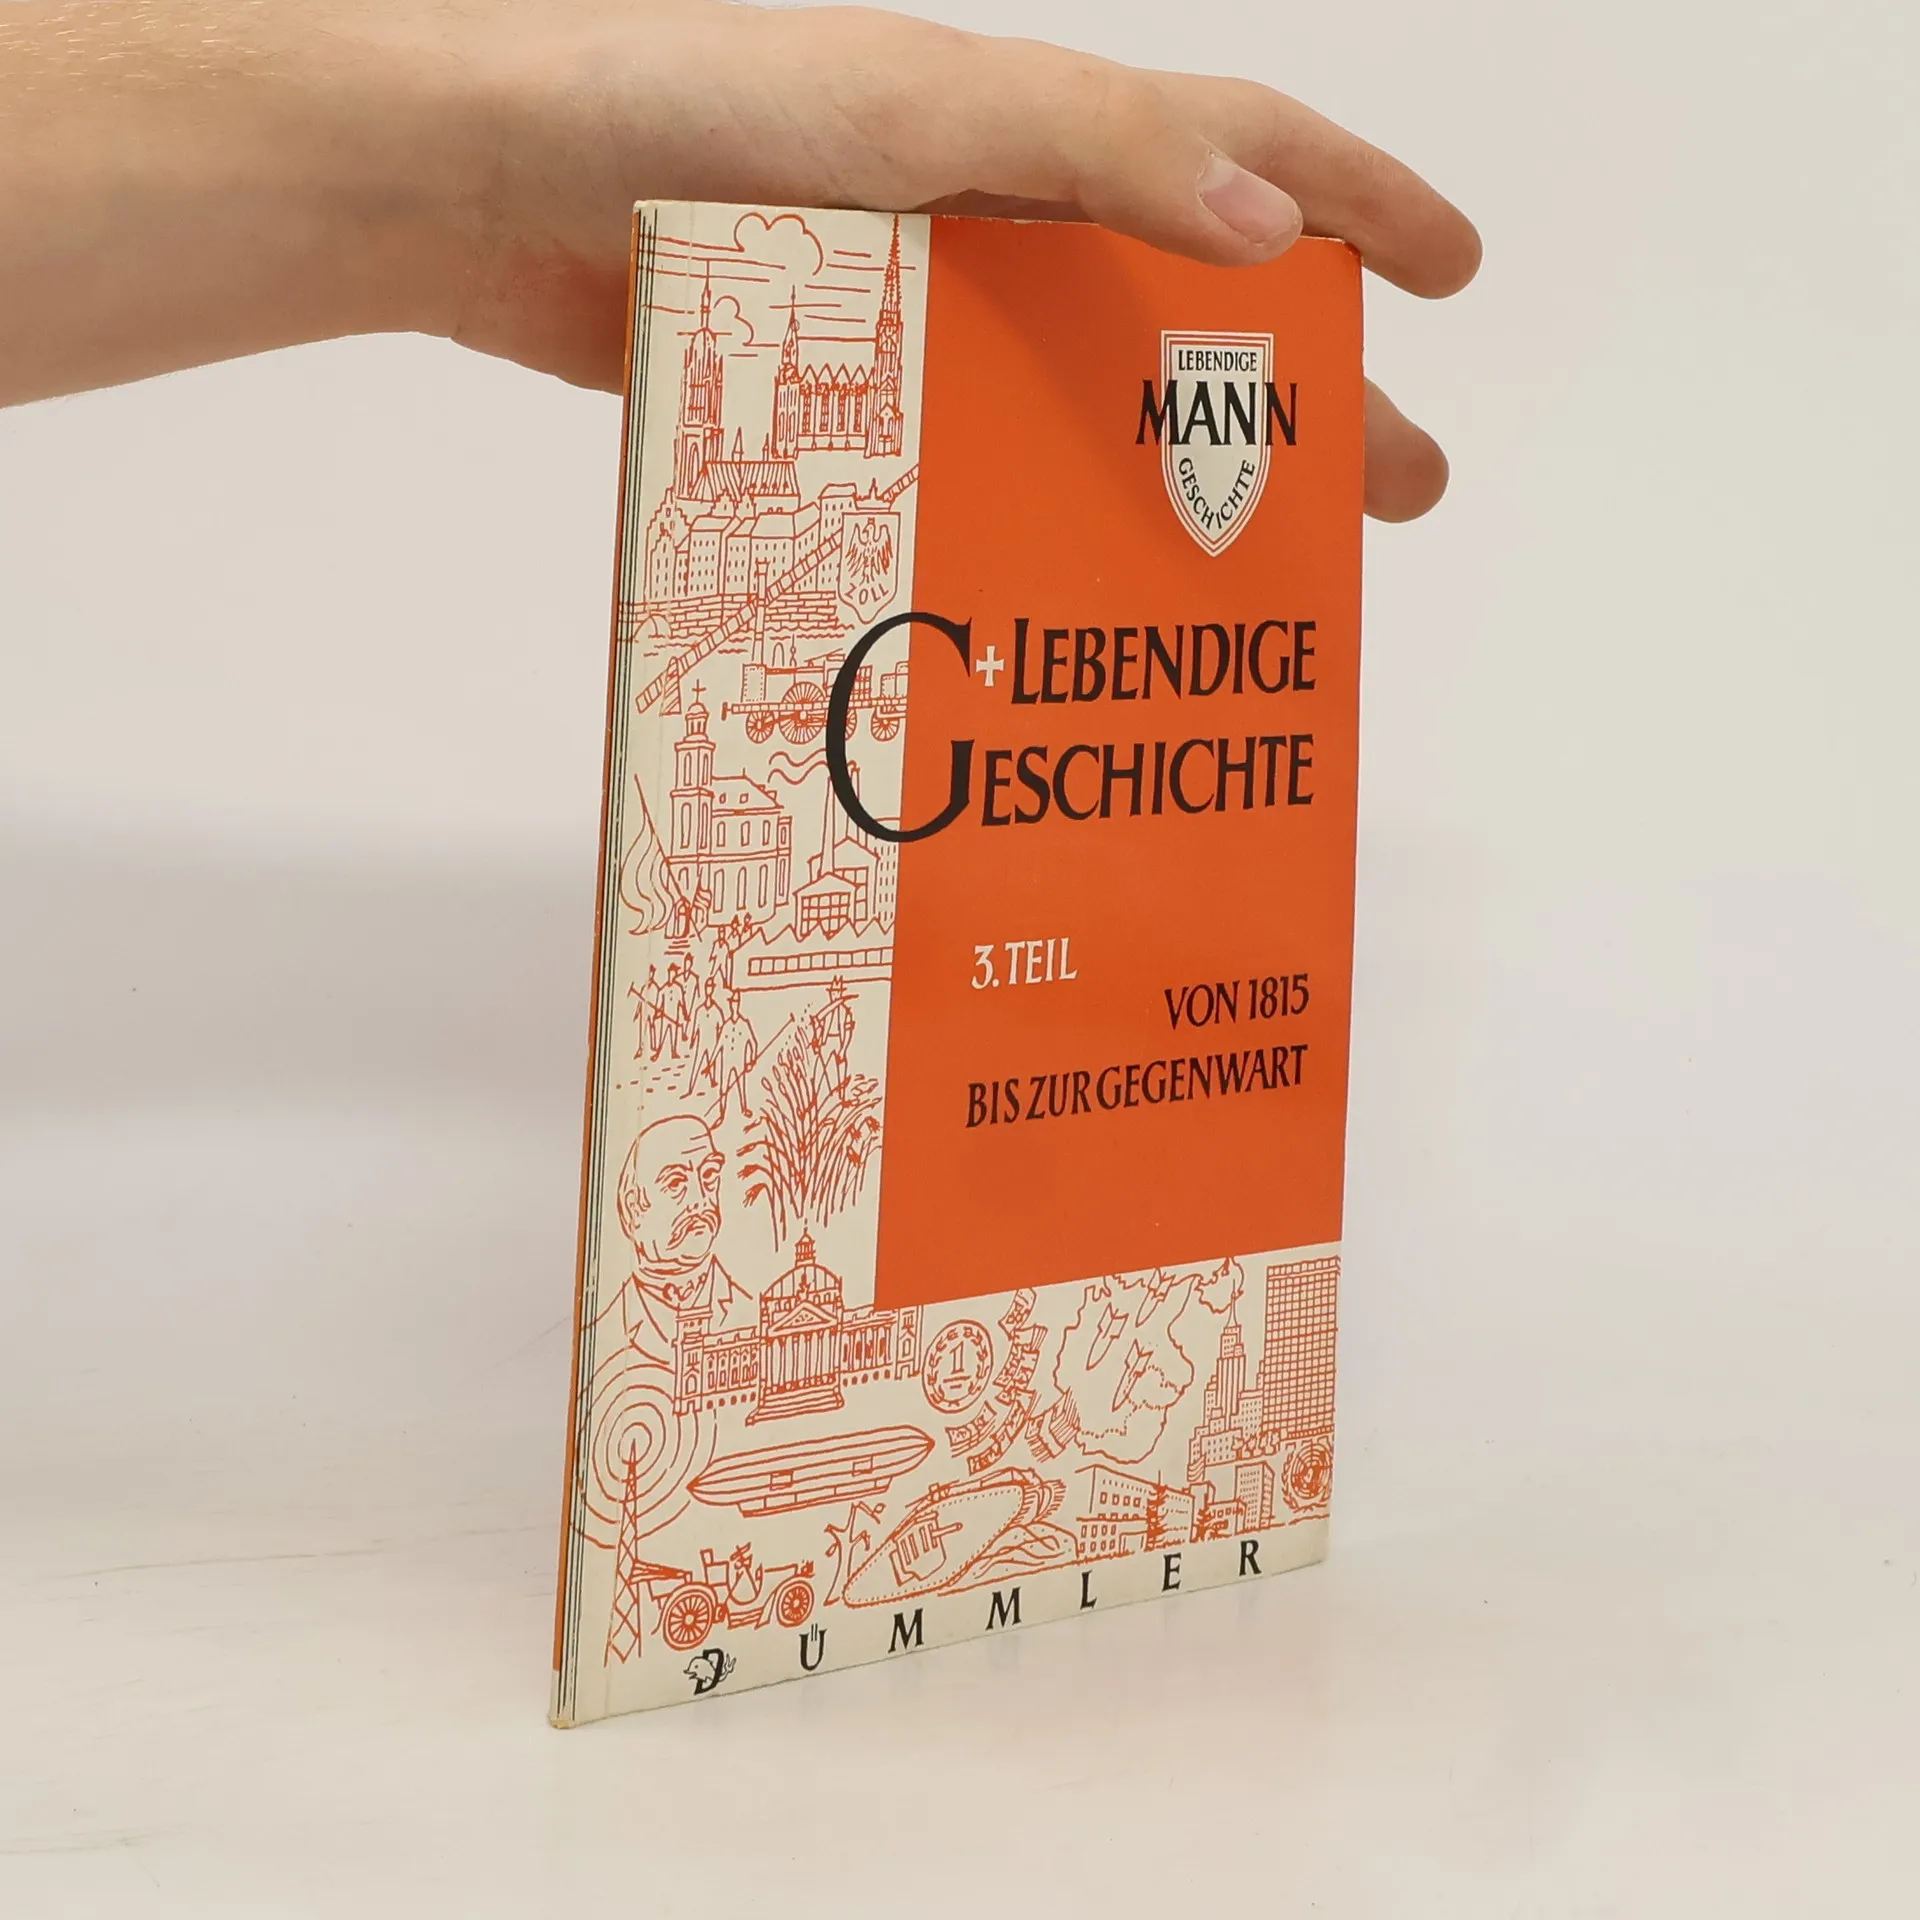 LEBENDIGE
MANN
GESCHICHTE
ZOLL
LEBENDIGE
GESCHICHTE
3. TEIL
VON 1815
BIS ZUR GEGENWART
1
DÜMMLER